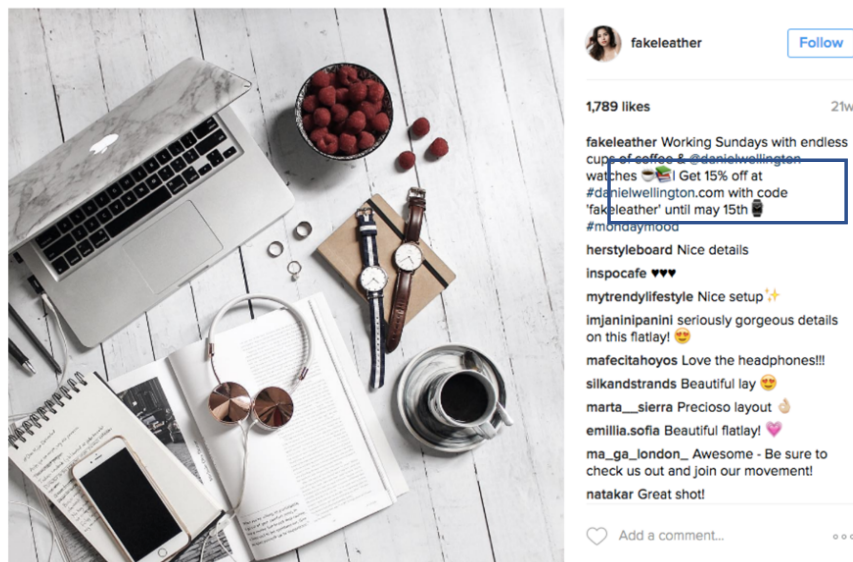 fakeleather
Follow
1,789 likes
21w
fakeleather Working Sundays with endless
cups of coffee & @danielwellington
watches ☕📚| Get 15% off at
#danielwellington.com with code
'fakeleather' until may 15th⌚
#mondaymood
herstyleboard Nice details
inspocafe ♥♥♥
mytrendylifestyle Nice setup✨
imjaninipanini seriously gorgeous details
on this flatlay! 😍
mafecitahoyos Love the headphones!!!
silkandstrands Beautiful lay 😍
marta__sierra Precioso layout 👌🏻
emillia.sofia Beautiful flatlay! 💗
ma_ga_london_ Awesome - Be sure to
check us out and join our movement!
natakar Great shot!
Add a comment...